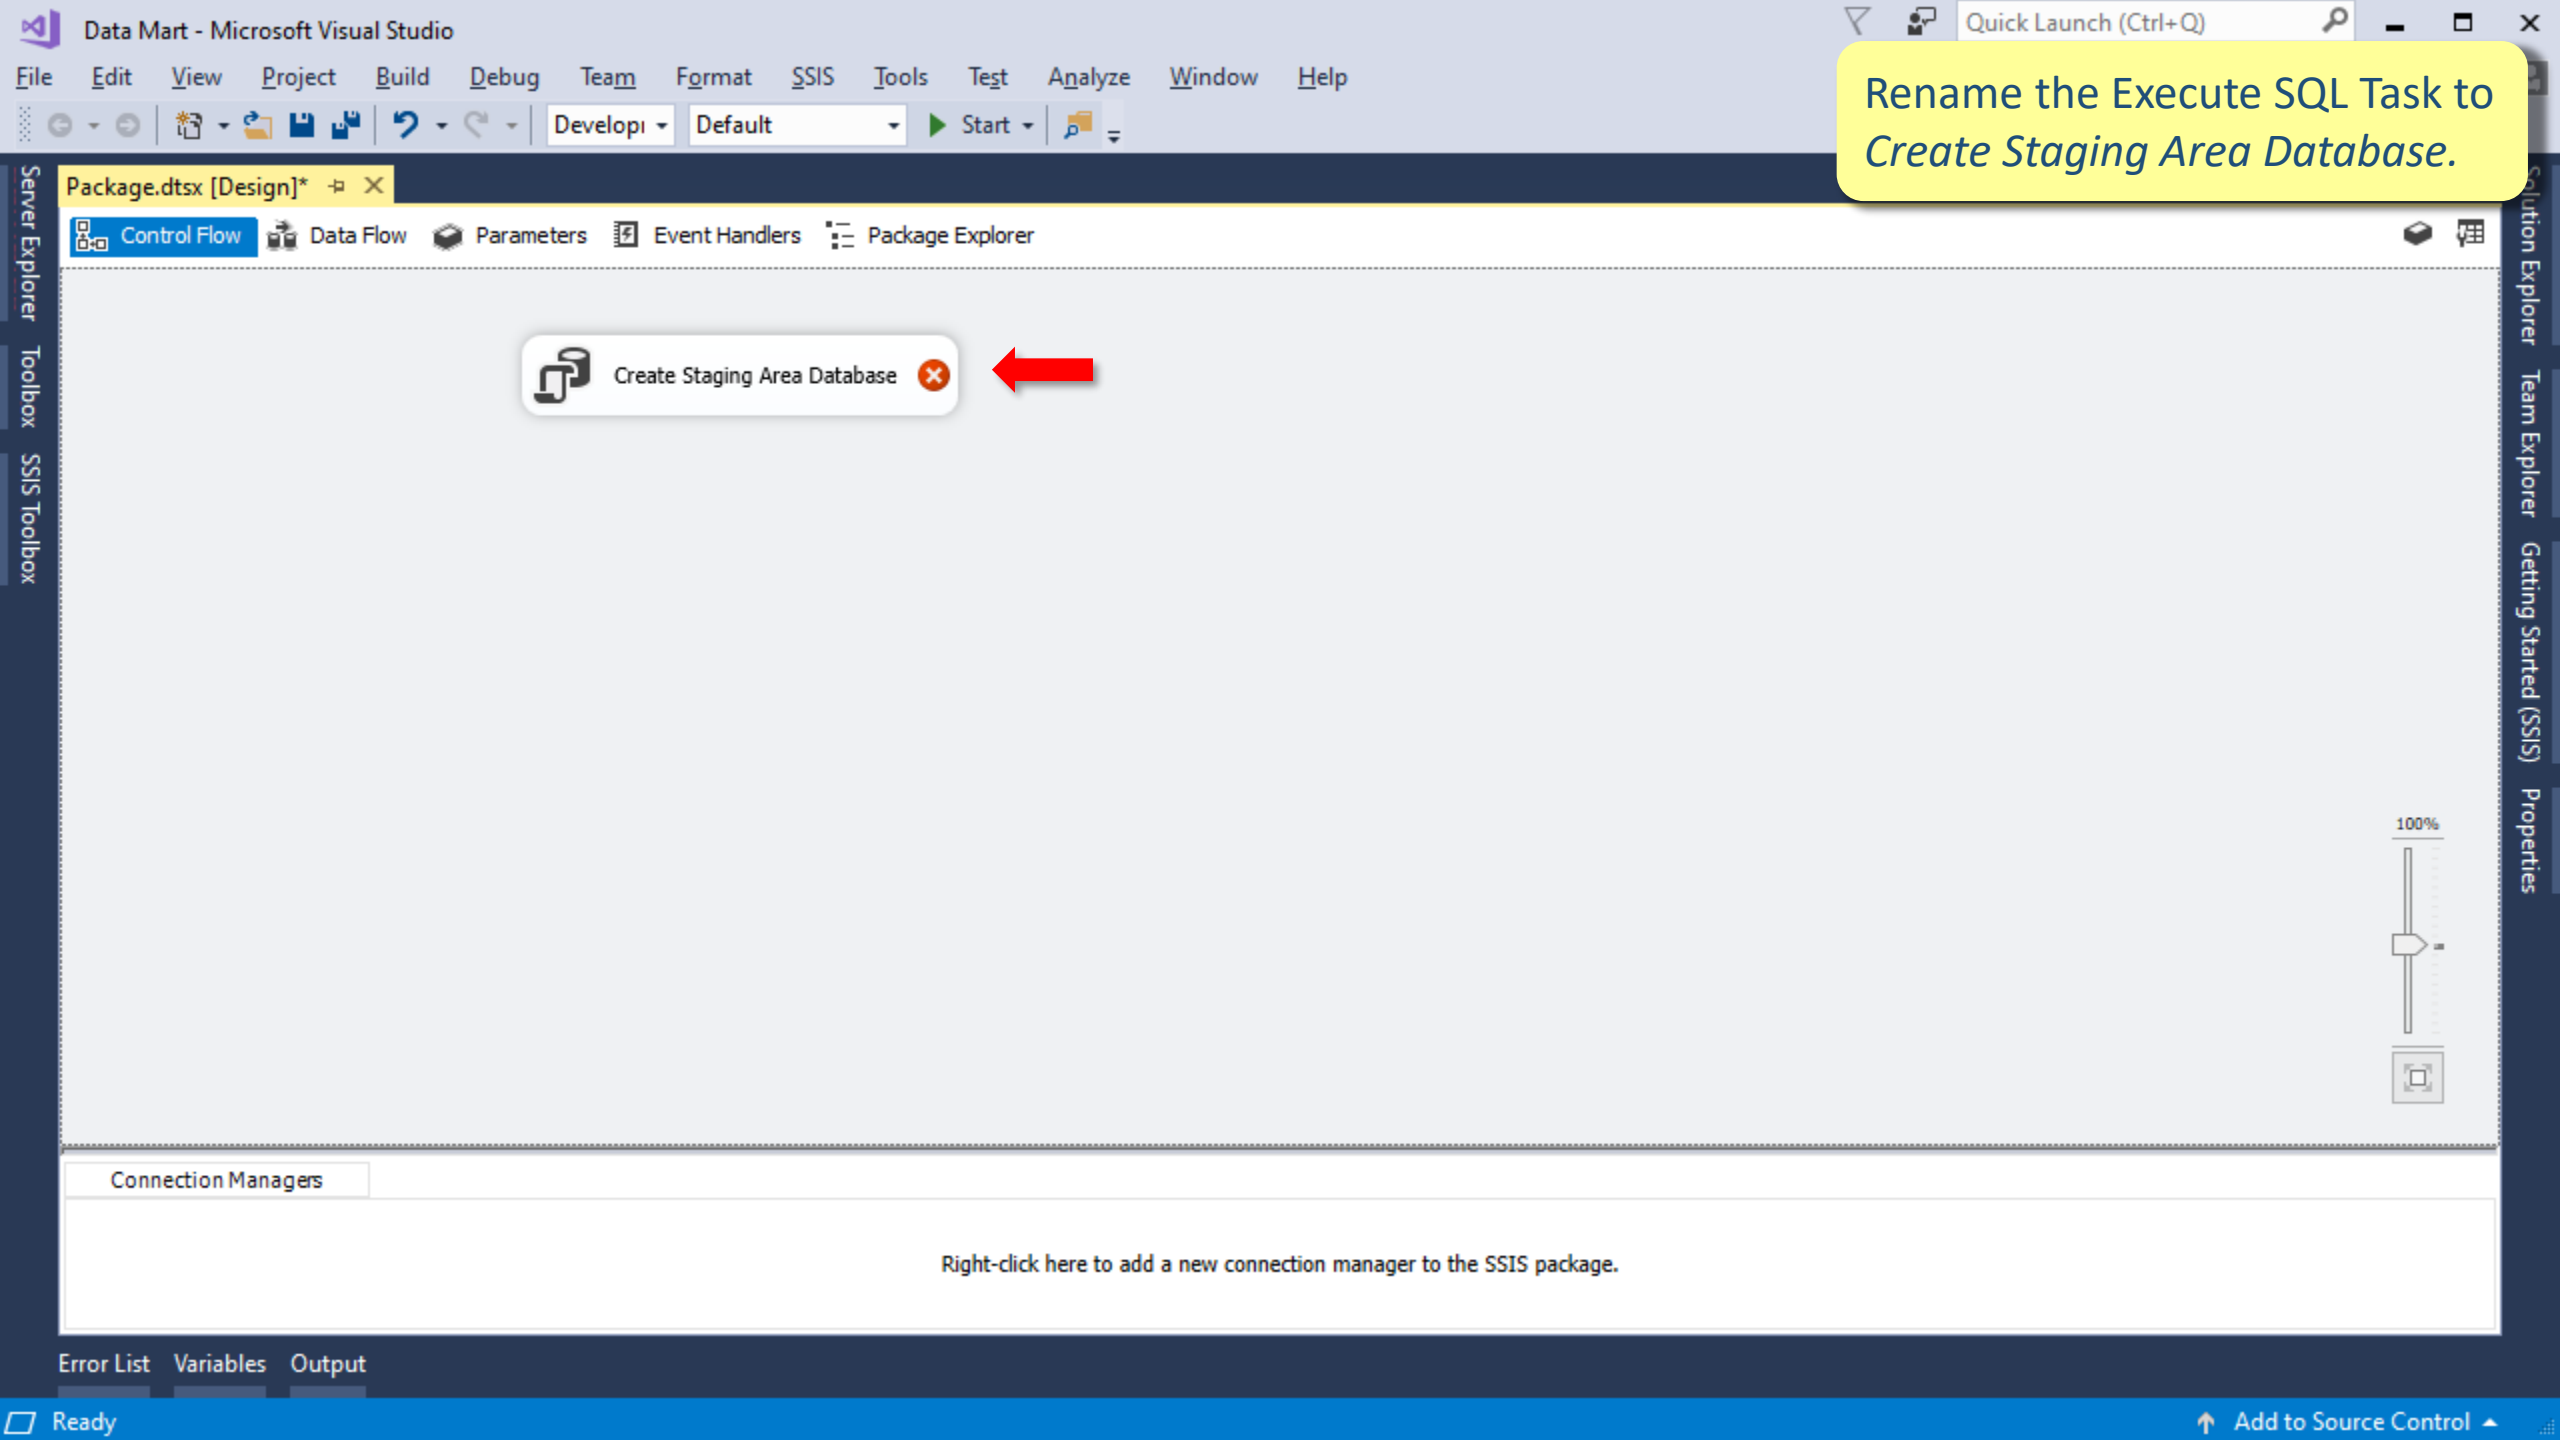 Data Mart - Microsoft Visual Studio
Quick Launch (Ctrl+Q)
File Edit View Project Build Debug Team Format SSIS Tools Test Analyze Window Help
Rename the Execute SQL Task to
Create Staging Area Database.
Developı Default Start
Package.dtsx [Design]*
Control Flow Data Flow Parameters Event Handlers Package Explorer
Server Explorer
Toolbox
SSIS Toolbox
Create Staging Area Database
Solution Explorer
Team Explorer
Getting Started (SSIS)
Properties
100%
Connection Managers
Right-click here to add a new connection manager to the SSIS package.
Error List Variables Output
Ready
Add to Source Control